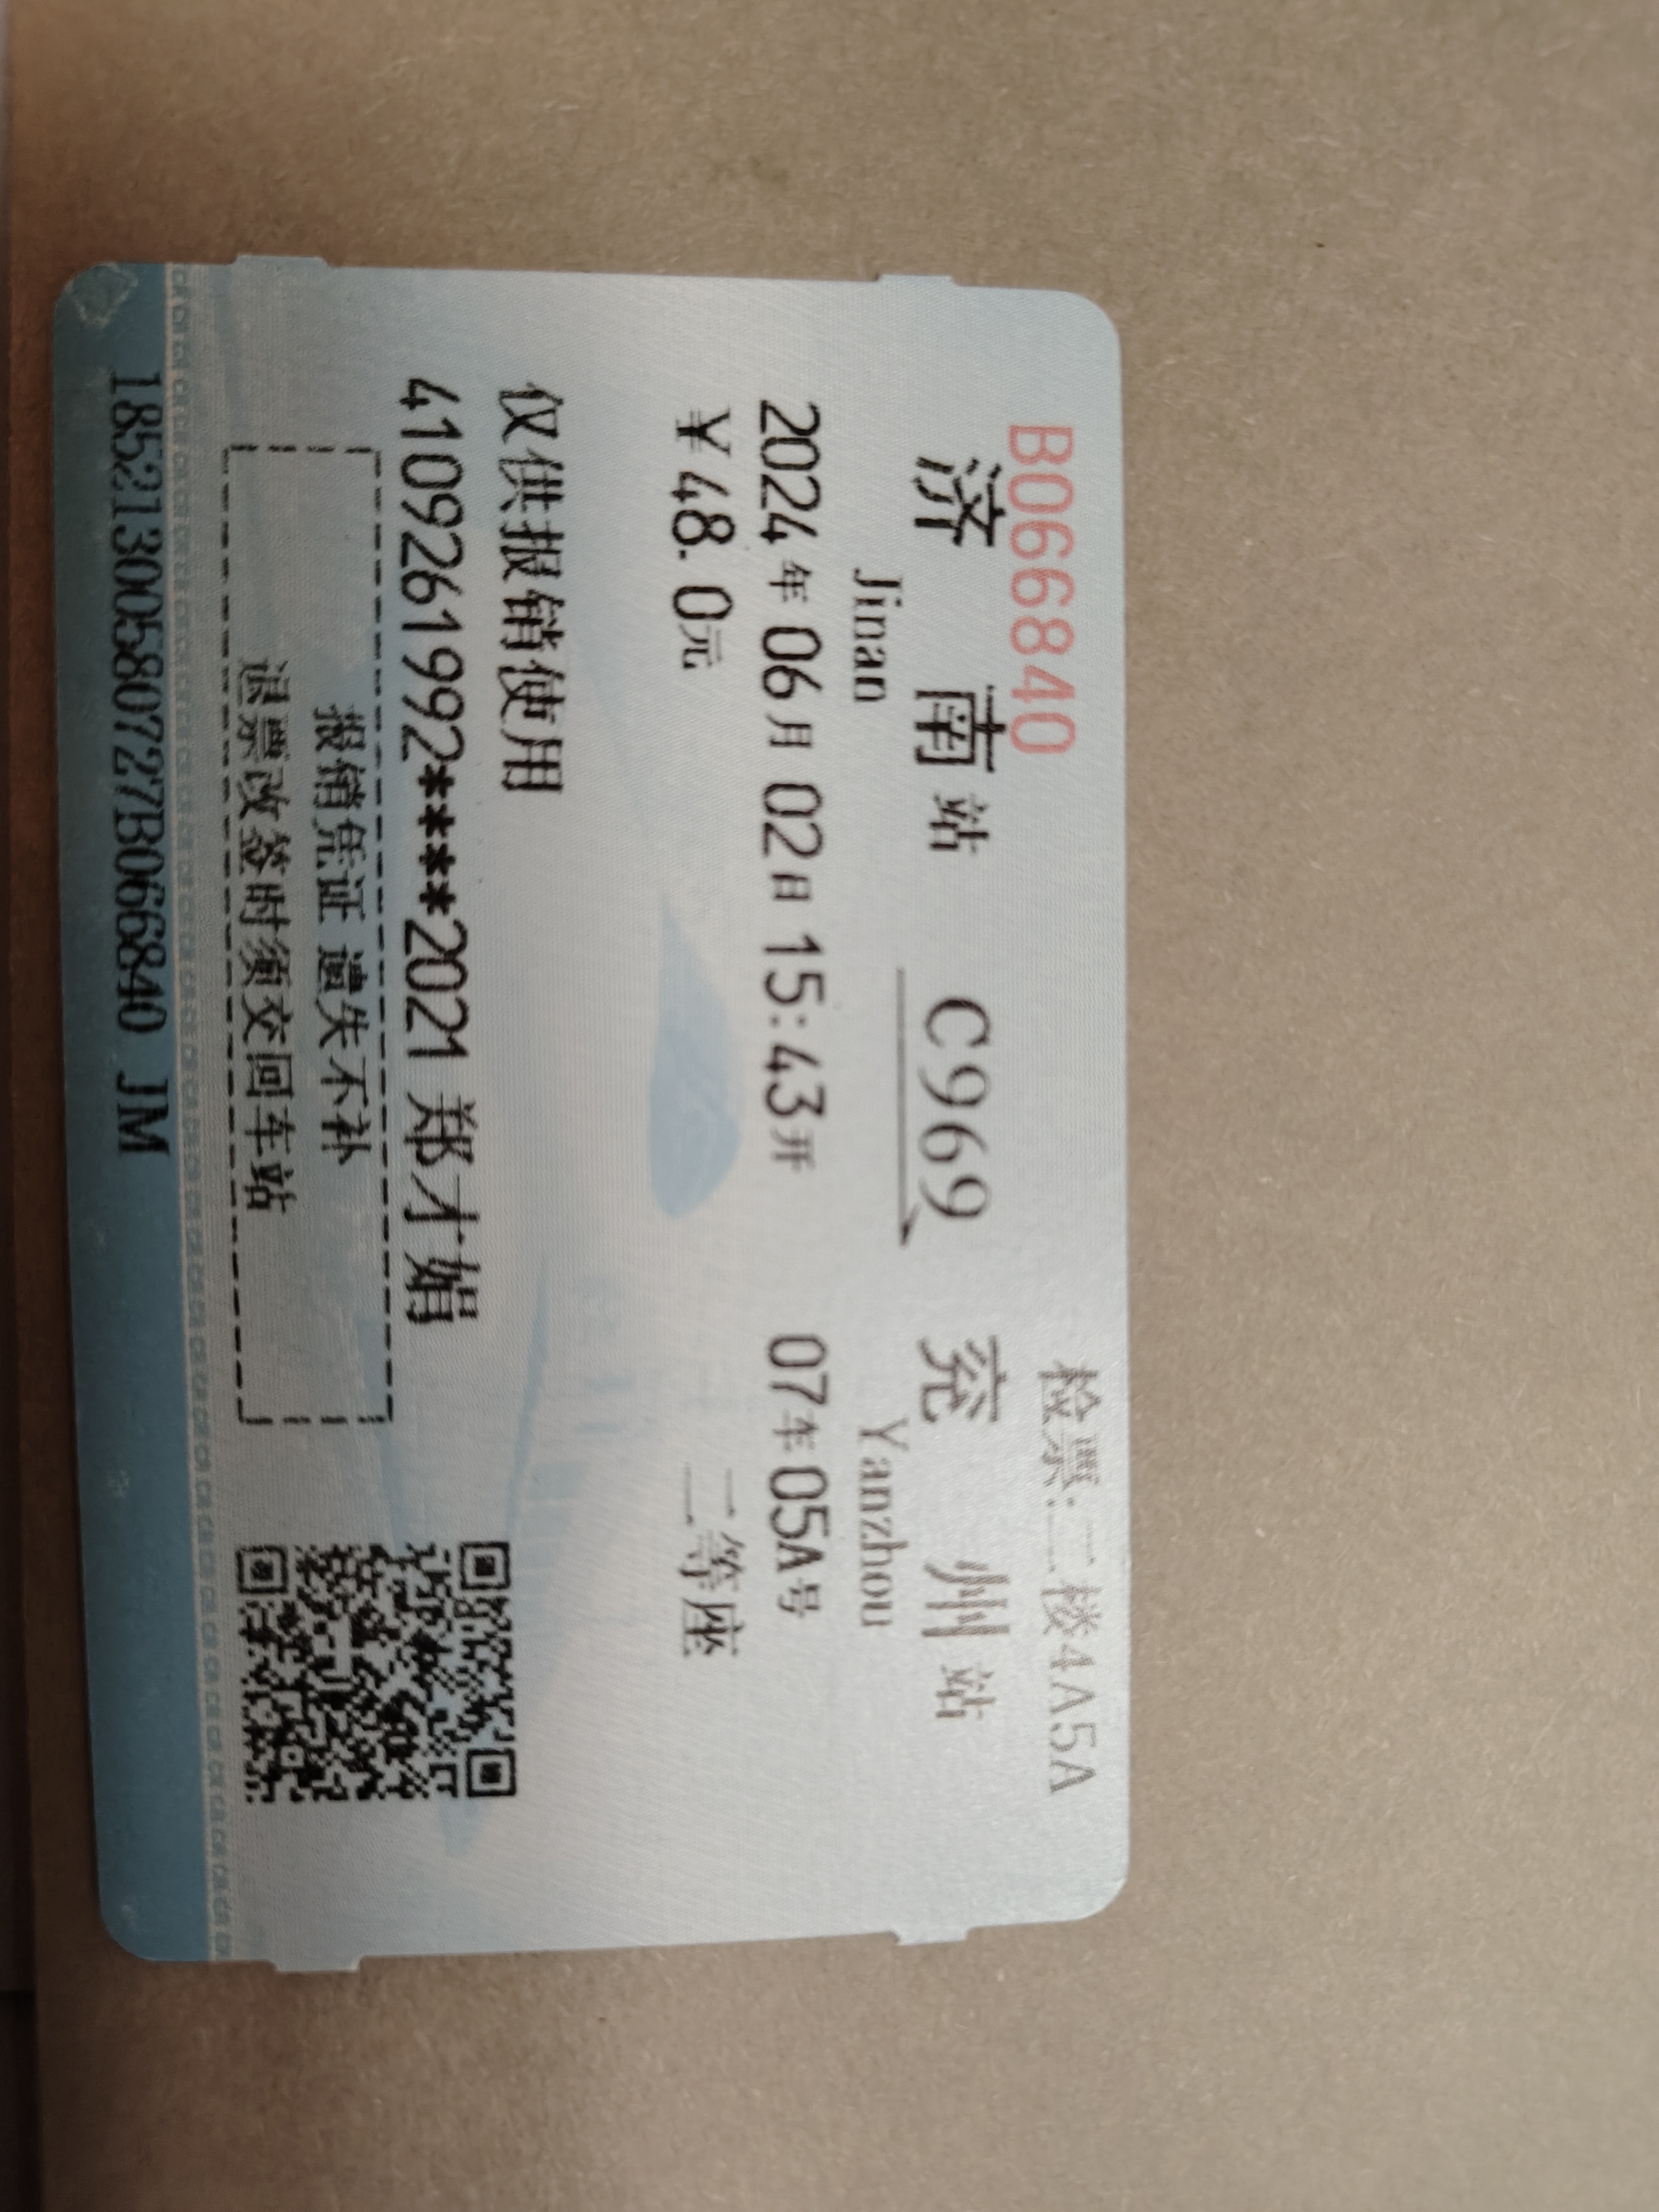 B066840 检票:二楼4A5A
济南站 C969 兖州站
Jinan Yanzhou
2024年06月02日15:43开 07车05A号
￥48.0元 二等座
仅供报销使用
4109261992****2021 郑才娟
报销凭证 遗失不补
退票改签时须交回车站
18521300580727B066840 JM